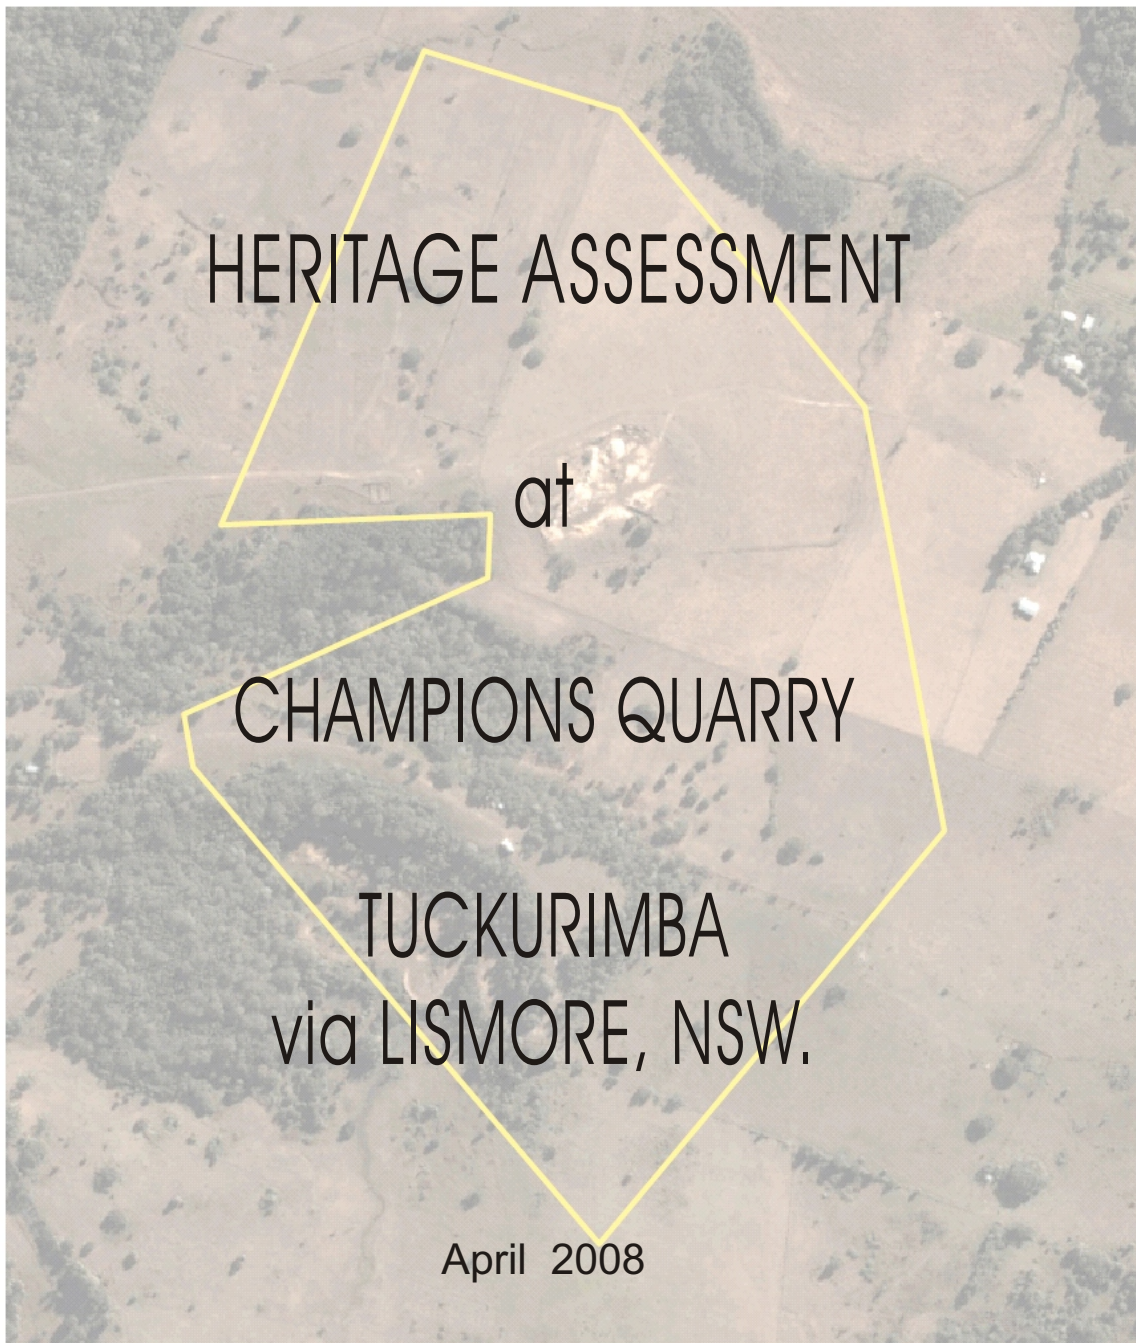 HERITAGE ASSESSMENT
at
CHAMPIONS QUARRY
TUCKURIMBA
via LISMORE, NSW.
April 2008